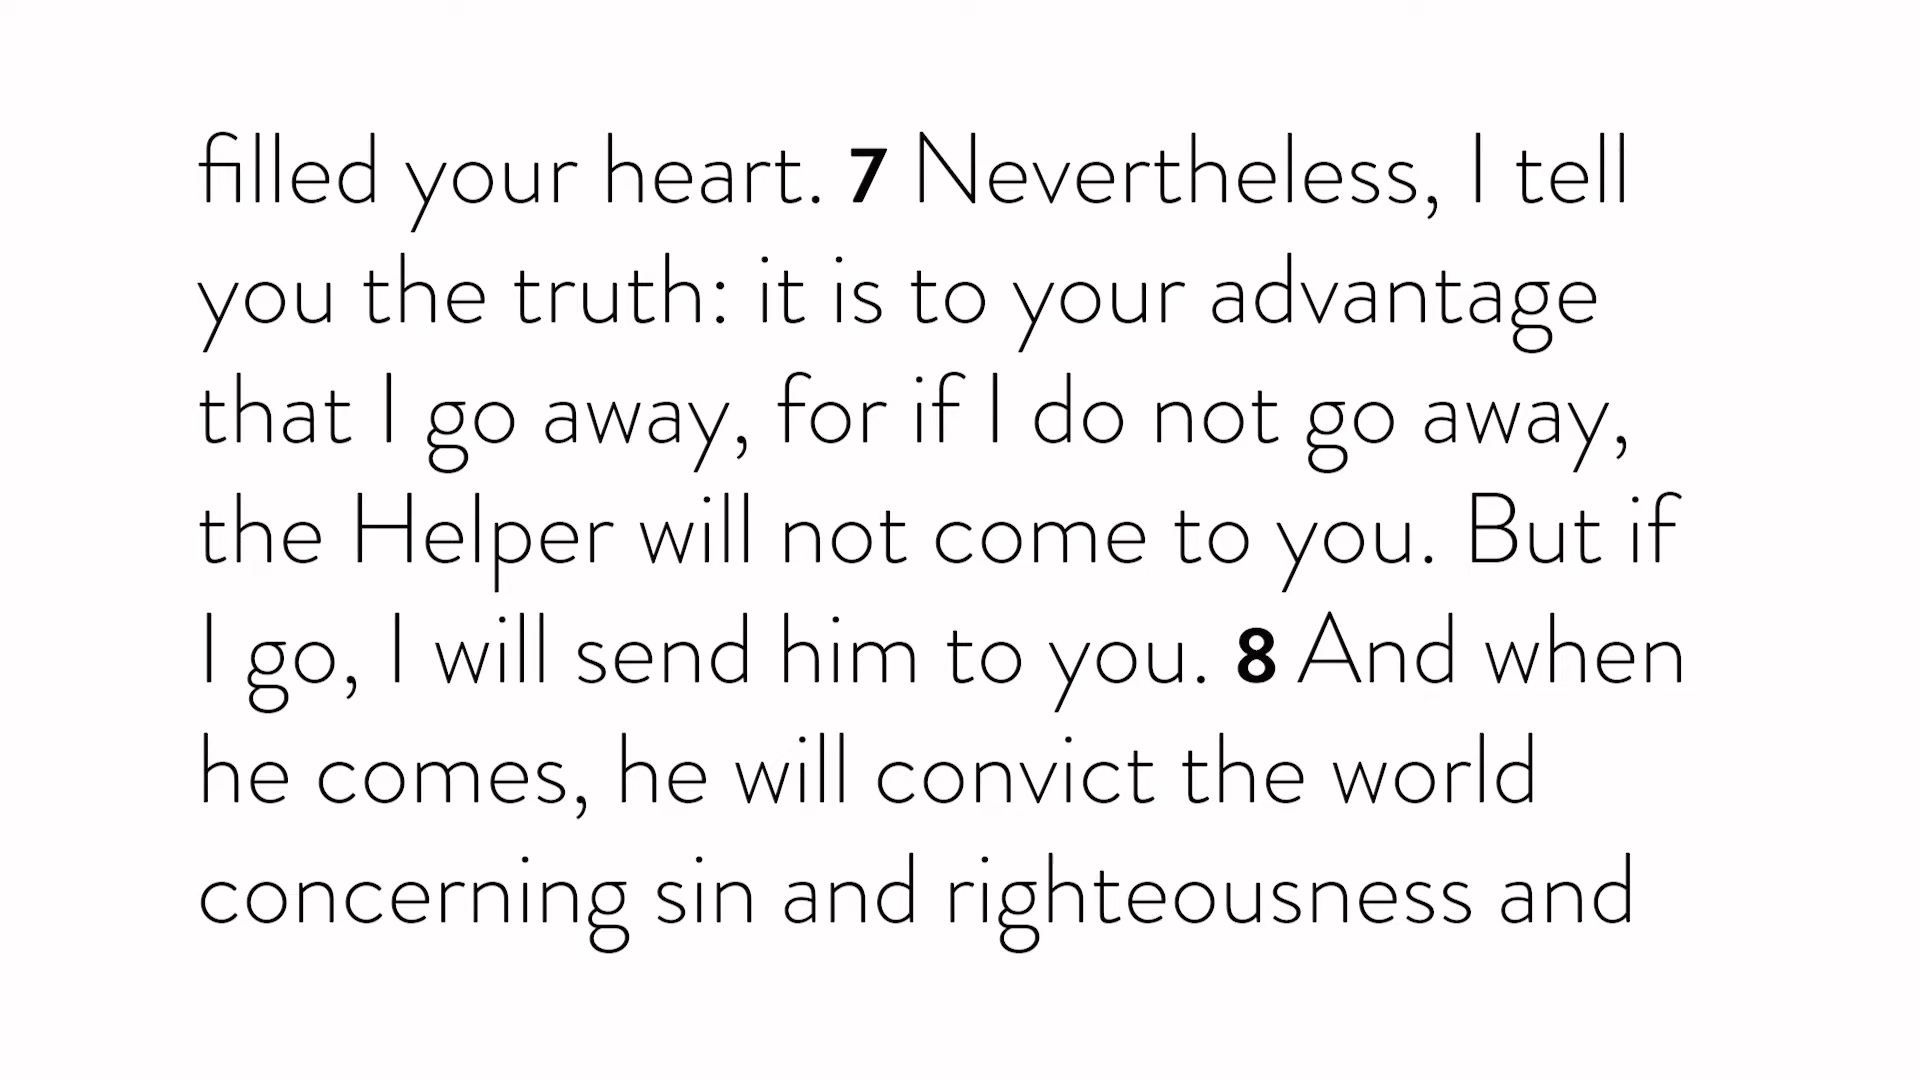 filled your heart. 7 Nevertheless, I tell
you the truth: it is to your advantage
that I go away, for if I do not go away,
the Helper will not come to you. But if
I go, I will send him to you. 8 And when
he comes, he will convict the world
concerning sin and righteousness and